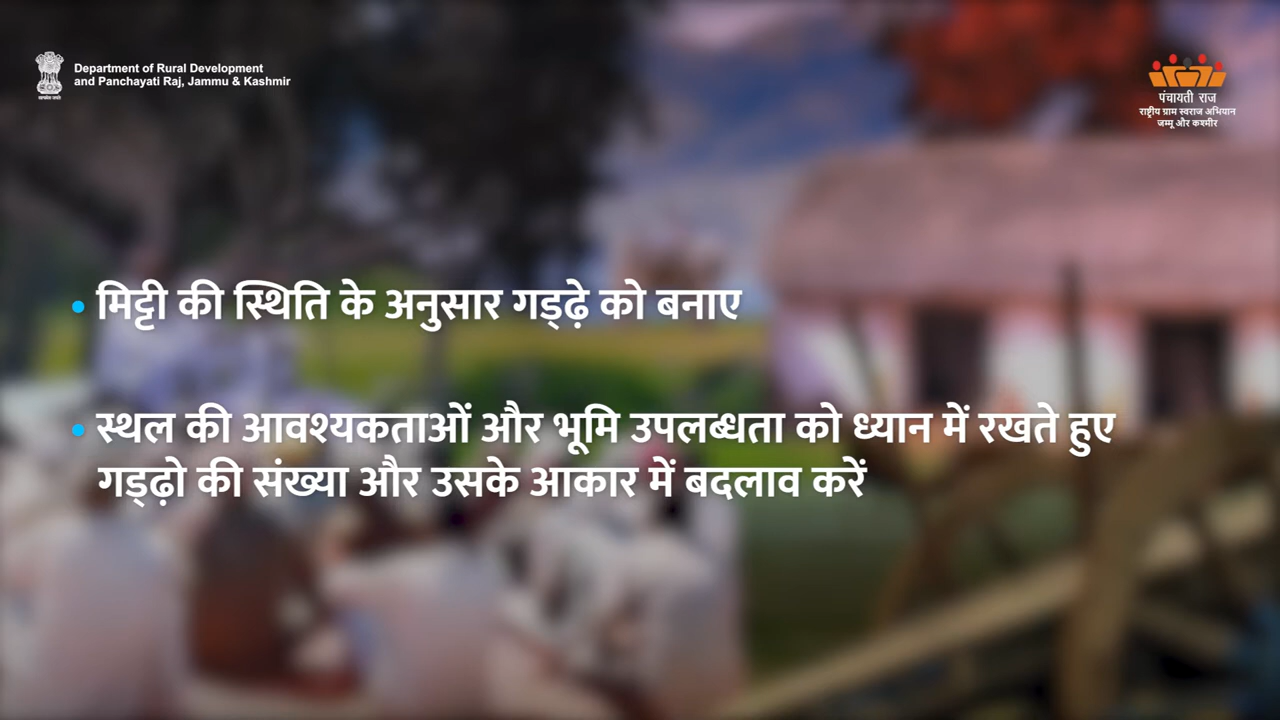 Department of Rural Development
and Panchayati Raj, Jammu & Kashmir
पंचायती राज
राष्ट्रीय ग्राम स्वराज अभियान
जम्मू और कश्मीर
• मिट्टी की स्थिति के अनुसार गड्ढ़े को बनाए
• स्थल की आवश्यकताओं और भूमि उपलब्धता को ध्यान में रखते हुए
गड्ढ़ो की संख्या और उसके आकार में बदलाव करें